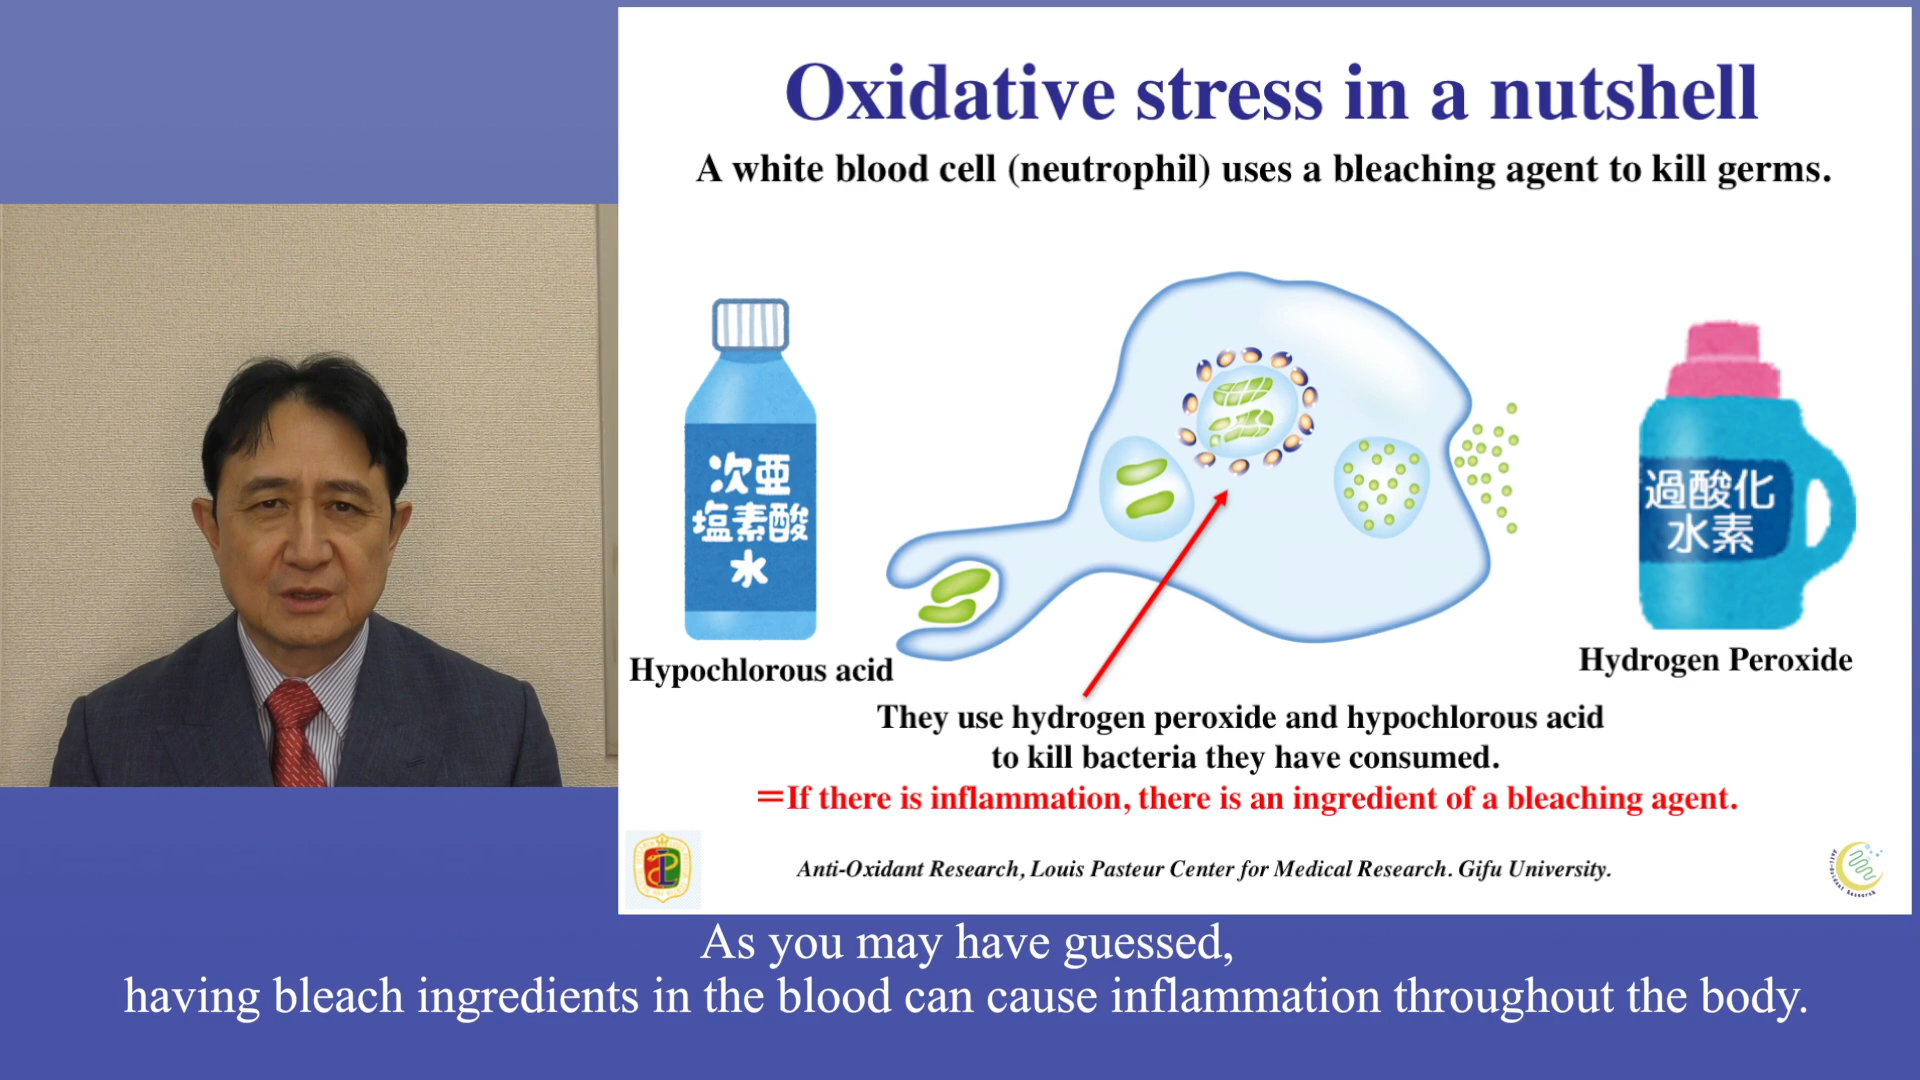 Oxidative stress in a nutshell
A white blood cell (neutrophil) uses a bleaching agent to kill germs.
次亜
塩素酸
水
過酸化
水素
Hypochlorous acid
Hydrogen Peroxide
They use hydrogen peroxide and hypochlorous acid
to kill bacteria they have consumed.
=If there is inflammation, there is an ingredient of a bleaching agent.
Anti-Oxidant Research, Louis Pasteur Center for Medical Research. Gifu University.
Anti-Oxidant Research
As you may have guessed,
having bleach ingredients in the blood can cause inflammation throughout the body.